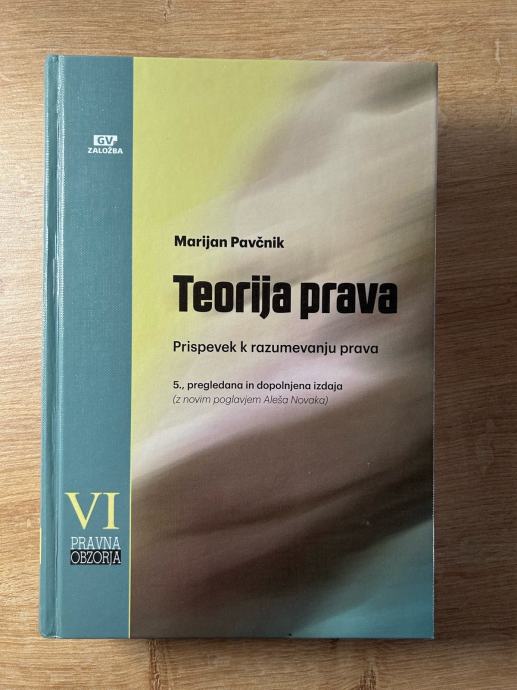 GV
ZALOŽBA
Marijan Pavčnik
Teorija prava
Prispevek k razumevanju prava
5., pregledana in dopolnjena izdaja
(z novim poglavjem Aleša Novaka)
VI
PRAVNA
OBZORJA